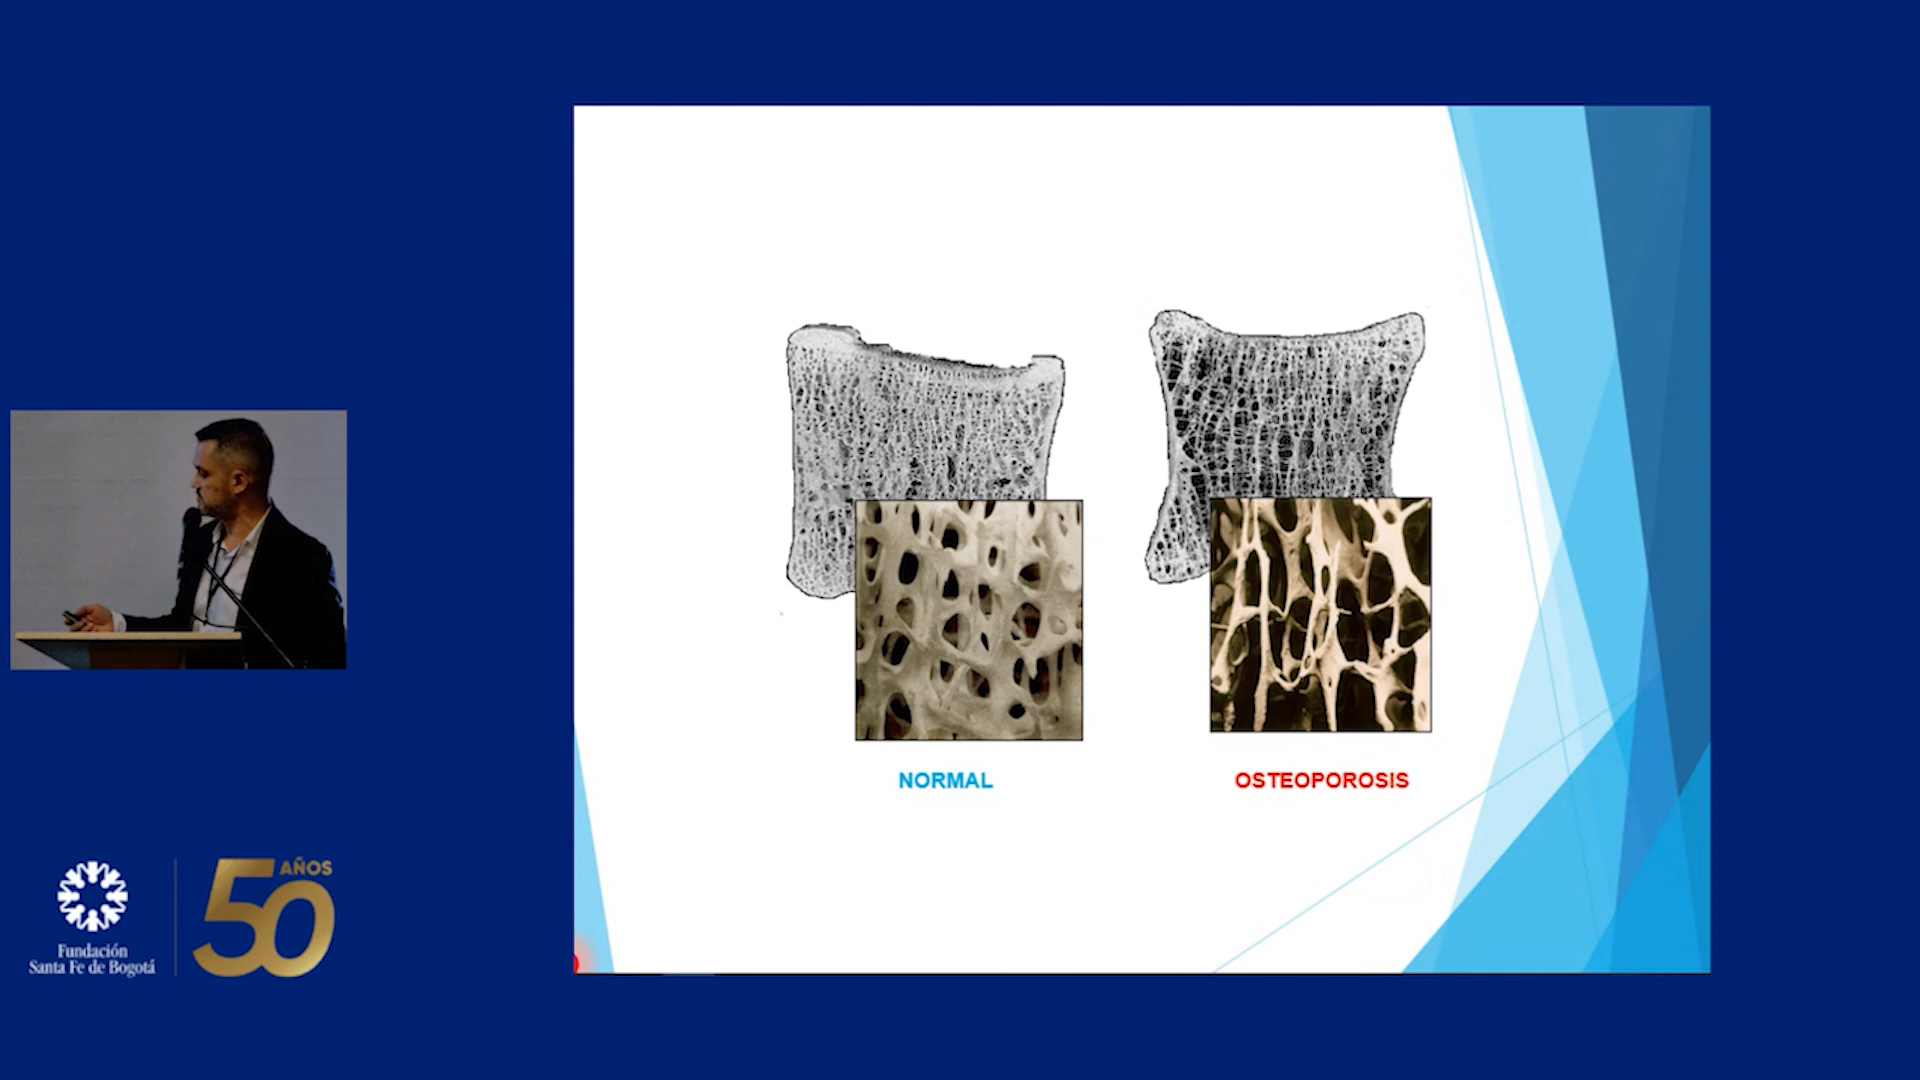 NORMAL
OSTEOPOROSIS
AÑOS
50
Fundación
Santa Fe de Bogotá